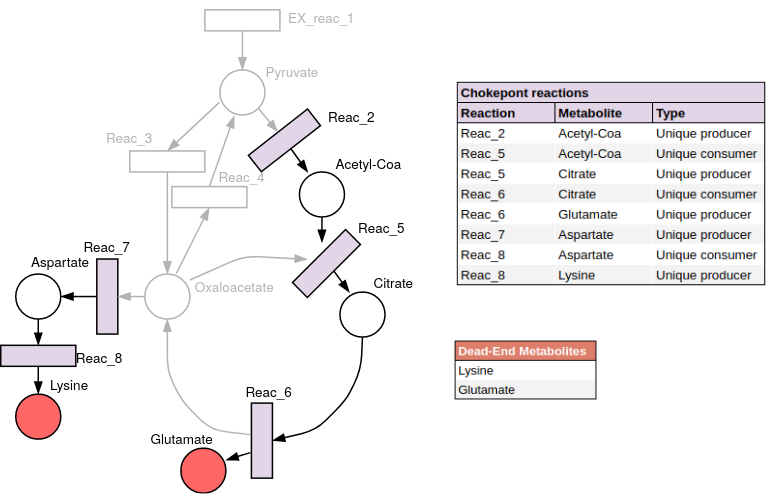 EX_reac_1
Pyruvate
Reac_2
Reac_3
Acetyl-Coa
Reac_4
Reac_5
Reac_7
Aspartate
Oxaloacetate
Citrate
Reac_8
Lysine
Reac_6
Glutamate
Chokepont reactions
Reaction Metabolite Type
Reac_2 Acetyl-Coa Unique producer
Reac_5 Acetyl-Coa Unique consumer
Reac_5 Citrate Unique producer
Reac_6 Citrate Unique consumer
Reac_6 Glutamate Unique producer
Reac_7 Aspartate Unique producer
Reac_8 Aspartate Unique consumer
Reac_8 Lysine Unique producer
Dead-End Metabolites
Lysine
Glutamate